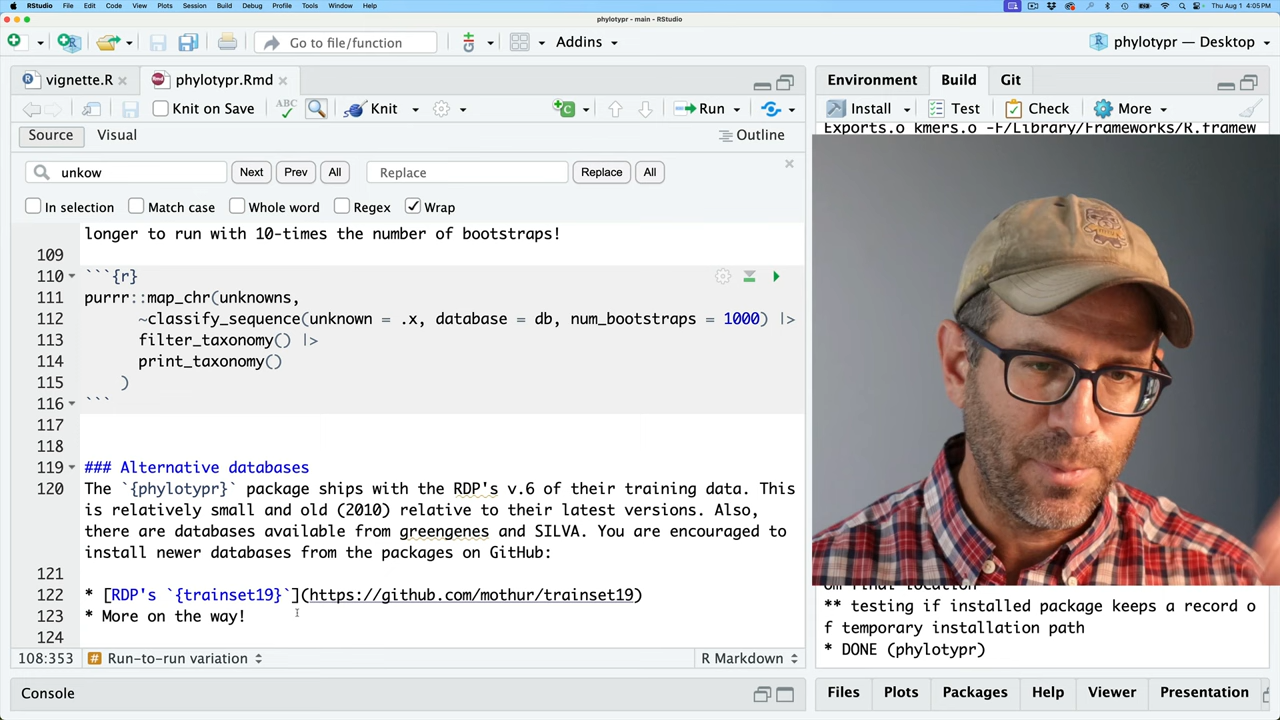 RStudio File Edit Code View Plots Session Build Debug Profile Tools Window Help Thu Aug 1 4:05 PM
phylotypr - main - RStudio
Go to file/function Addins phylotypr — Desktop
vignette.R phylotypr.Rmd Environment Build Git
Knit on Save ABC Knit Run Install Test Check More
Source Visual Outline
Exports.o kmers.o -F/Library/Frameworks/R.framew
unkow Next Prev All Replace Replace All
In selection Match case Whole word Regex Wrap
longer to run with 10-times the number of bootstraps!
109
110 ```{r}
111 purrr::map_chr(unknowns,
112 ~classify_sequence(unknown = .x, database = db, num_bootstraps = 1000) |>
113 filter_taxonomy() |>
114 print_taxonomy()
115 )
116 ```
117
118
119 ### Alternative databases
120 The `{phylotypr}` package ships with the RDP's v.6 of their training data. This
is relatively small and old (2010) relative to their latest versions. Also,
there are databases available from greengenes and SILVA. You are encouraged to
install newer databases from the packages on GitHub:
121
122 * [RDP's `{trainset19}`](https://github.com/mothur/trainset19)
123 * More on the way!
124
om final location
** testing if installed package keeps a record o
f temporary installation path
* DONE (phylotypr)
108:353 # Run-to-run variation R Markdown
Console Files Plots Packages Help Viewer Presentation